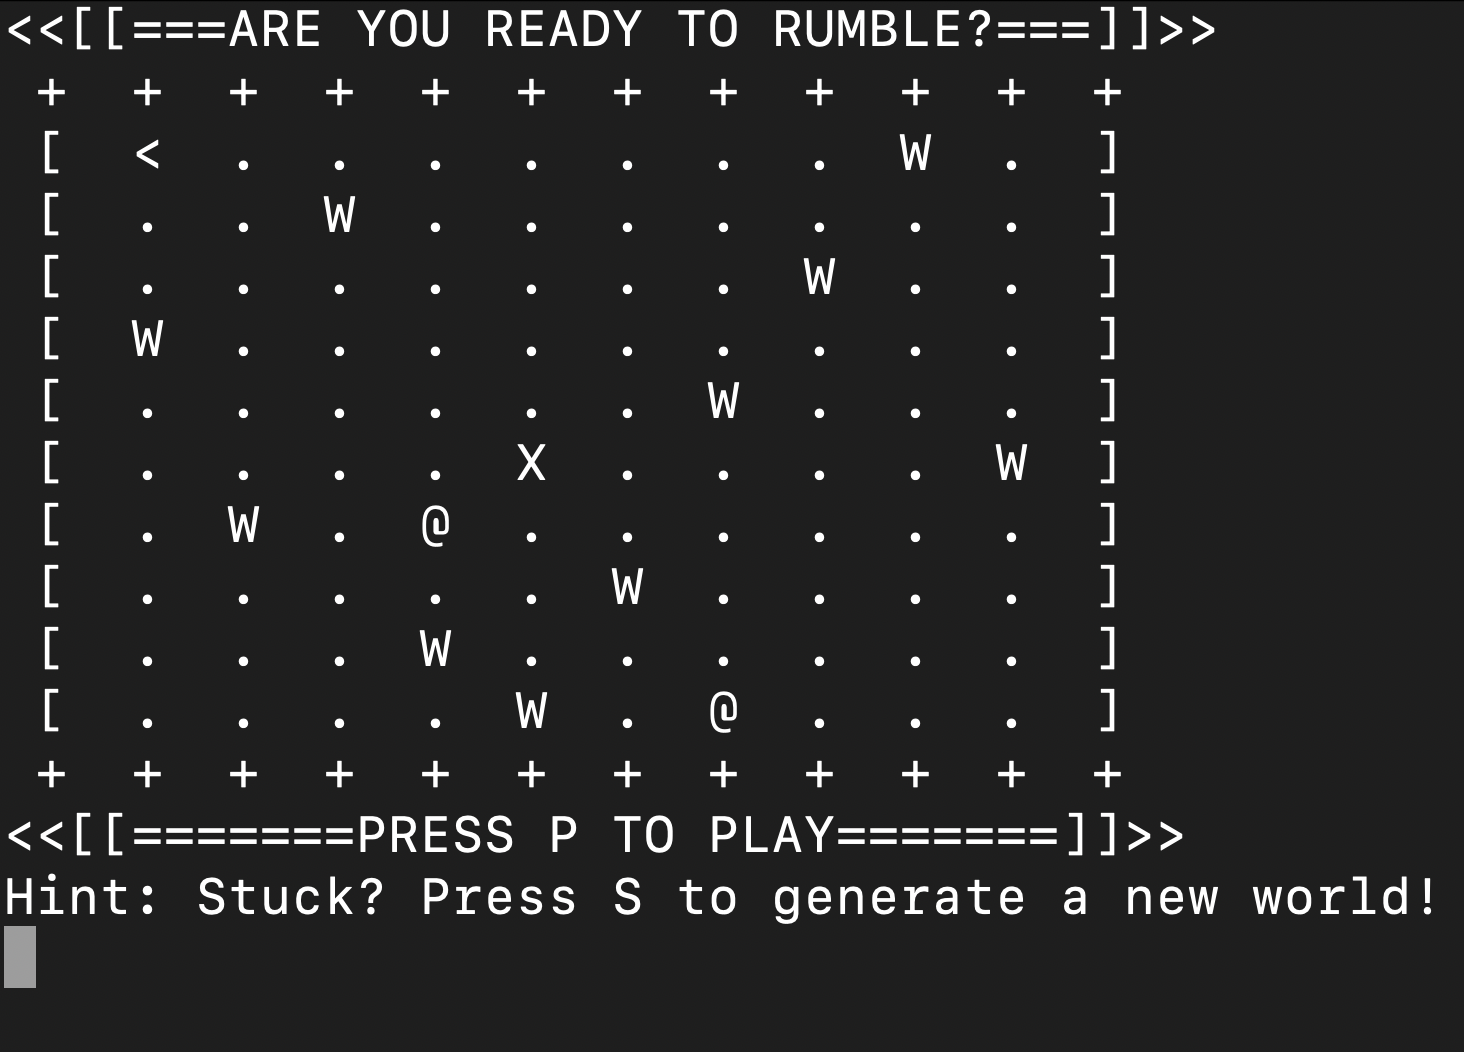 <<[[===ARE YOU READY TO RUMBLE?===]]>>
 +  +  +  +  +  +  +  +  +  +  +  +
 [  <  .  .  .  .  .  .  .  W  .  ]
 [  .  .  W  .  .  .  .  .  .  .  ]
 [  .  .  .  .  .  .  .  W  .  .  ]
 [  W  .  .  .  .  .  .  .  .  .  ]
 [  .  .  .  .  .  .  W  .  .  .  ]
 [  .  .  .  .  X  .  .  .  .  W  ]
 [  .  W  .  @  .  .  .  .  .  .  ]
 [  .  .  .  .  .  W  .  .  .  .  ]
 [  .  .  .  W  .  .  .  .  .  .  ]
 [  .  .  .  .  W  .  @  .  .  .  ]
 +  +  +  +  +  +  +  +  +  +  +  +
<<[[=======PRESS P TO PLAY=======]]>>
Hint: Stuck? Press S to generate a new world!